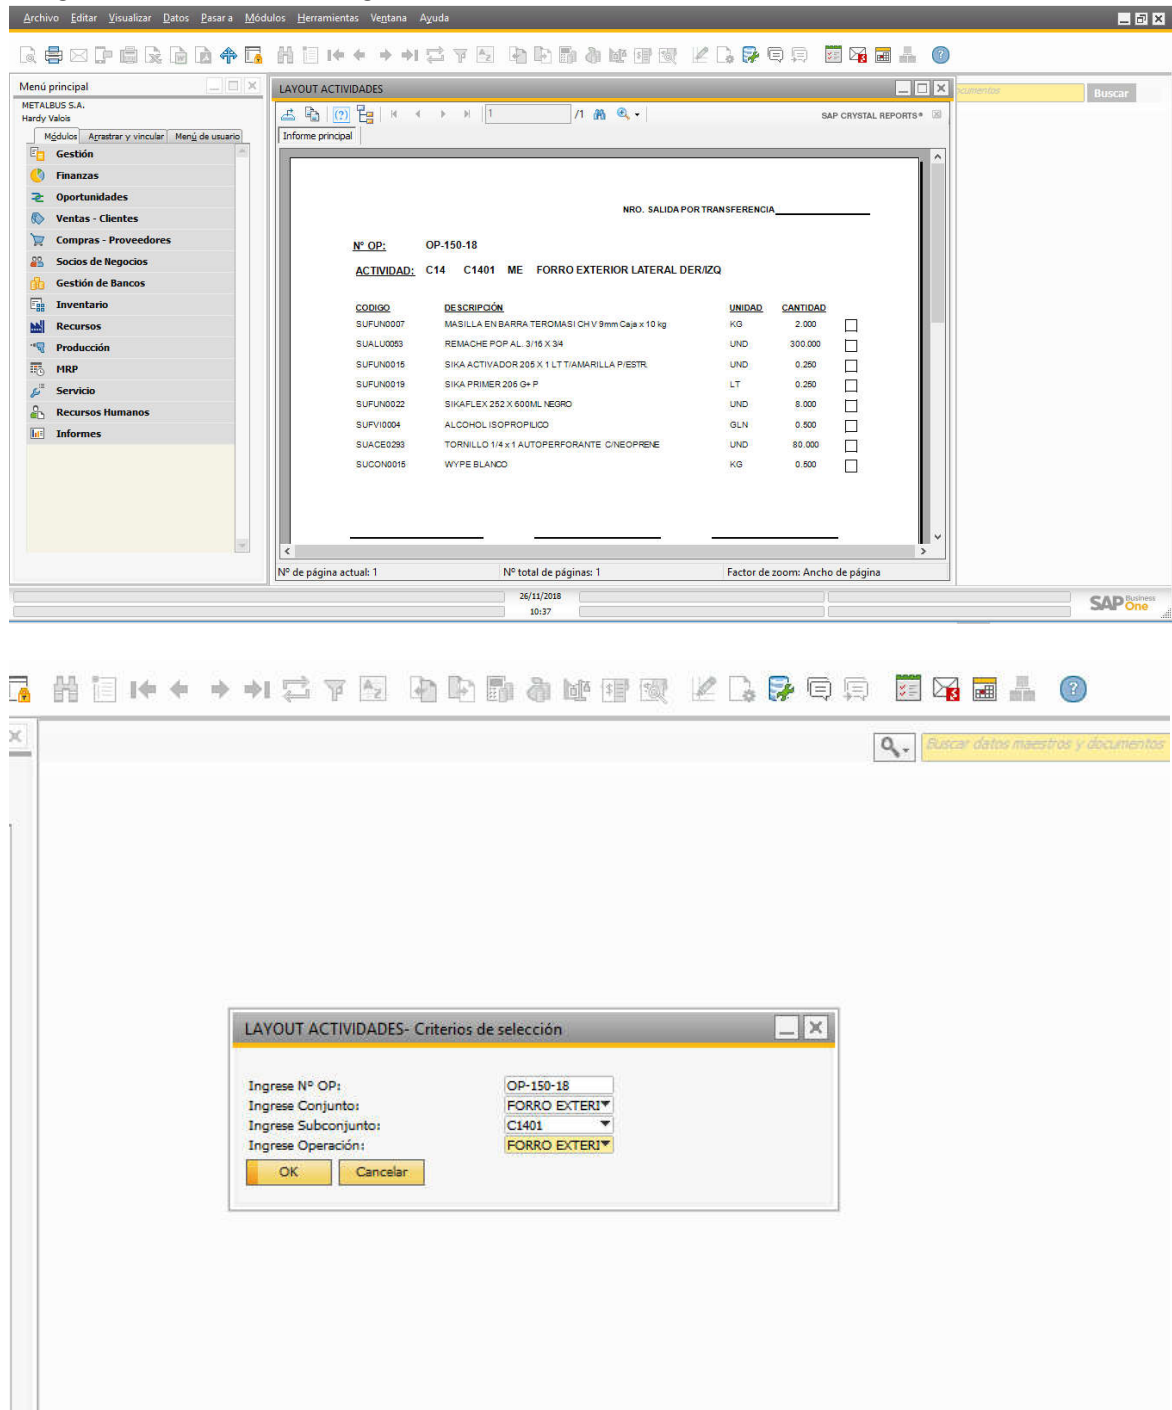 Archivo Editar Visualizar Datos Pasar a Módulos Herramientas Ventana Ayuda
Menú principal
METALBUS S.A.
Hardy Valois
Módulos Arrastrar y vincular Menú de usuario
Gestión
Finanzas
Oportunidades
Ventas - Clientes
Compras - Proveedores
Socios de Negocios
Gestión de Bancos
Inventario
Recursos
Producción
MRP
Servicio
Recursos Humanos
Informes
LAYOUT ACTIVIDADES
1 /1 SAP CRYSTAL REPORTS®
Informe principal
NRO. SALIDA POR TRANSFERENCIA
Nº OP: OP-150-18
ACTIVIDAD: C14 C1401 ME FORRO EXTERIOR LATERAL DER/IZQ
CODIGO DESCRIPCIÓN UNIDAD CANTIDAD
SUFUN0007 MASILLA EN BARRA TEROMASI CH V 9mm Caja x 10 kg KG 2.000
SUALU0053 REMACHE POP AL. 3/16 X 3/4 UND 300.000
SUFUN0015 SIKA ACTIVADOR 205 X 1 LT T/AMARILLA P/ESTR. UND 0.250
SUFUN0019 SIKA PRIMER 206 G+ P LT 0.250
SUFUN0022 SIKAFLEX 252 X 600ML NEGRO UND 8.000
SUFVI0004 ALCOHOL ISOPROPILICO GLN 0.500
SUACE0293 TORNILLO 1/4 x 1 AUTOPERFORANTE C/NEOPRENE UND 80.000
SUCON0015 WYPE BLANCO KG 0.500
Nº de página actual: 1 Nº total de páginas: 1 Factor de zoom: Ancho de página
Buscar
26/11/2018
10:37
SAP Business One
Buscar datos maestros y documentos
LAYOUT ACTIVIDADES- Criterios de selección
Ingrese Nº OP: OP-150-18
Ingrese Conjunto: FORRO EXTERI
Ingrese Subconjunto: C1401
Ingrese Operación: FORRO EXTERI
OK Cancelar